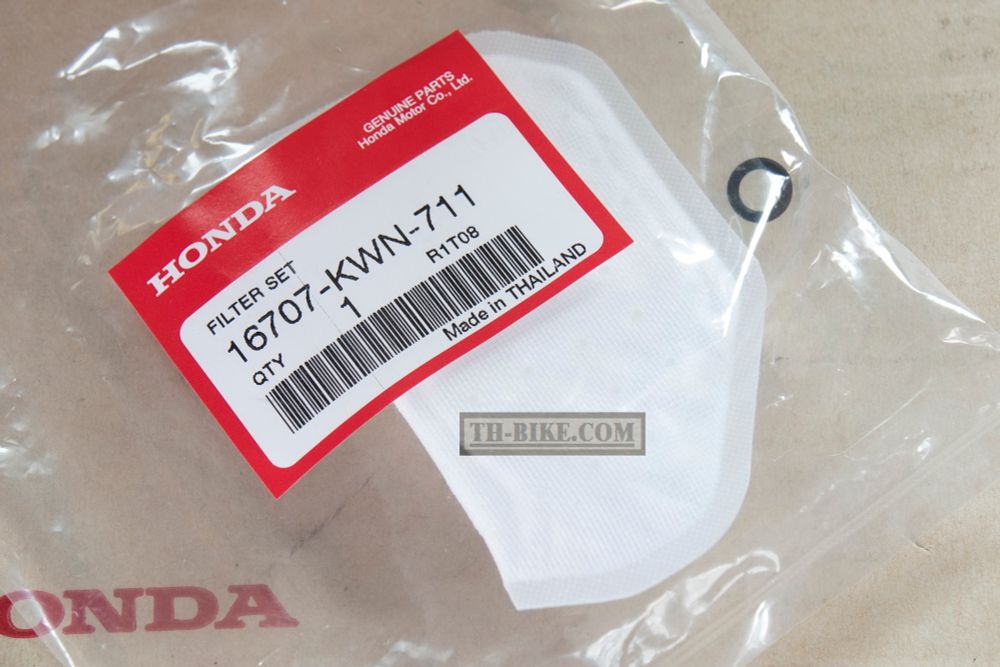 GENUINE PARTS
Honda Motor Co., Ltd.
HONDA
FILTER SET
16707-KWN-711
QTY 1 R1T08
Made in THAILAND
TH-BIKE.COM
ONDA